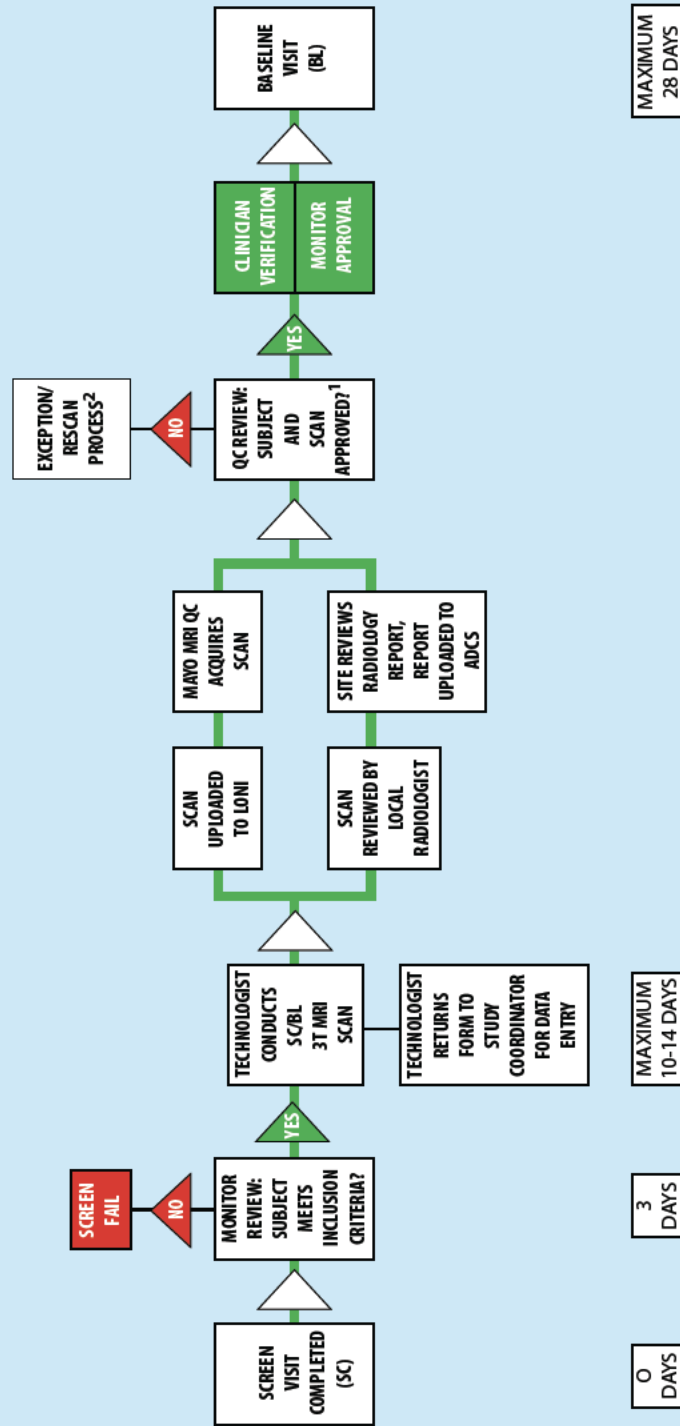 SCREEN
VISIT
COMPLETED
(SC)
MONITOR
REVIEW:
SUBJECT
MEETS
INCLUSION
CRITERIA?
NO
SCREEN
FAIL
YES
TECHNOLOGIST
CONDUCTS
SC/BL
3T MRI
SCAN
TECHNOLOGIST
RETURNS
FORM TO
STUDY
COORDINATOR
FOR DATA
ENTRY
SCAN
UPLOADED
TO LONI
MAYO MRI QC
ACQUIRES
SCAN
SCAN
REVIEWED BY
LOCAL
RADIOLOGIST
SITE REVIEWS
RADIOLOGY
REPORT,
REPORT
UPLOADED TO
ADCS
QC REVIEW:
SUBJECT
AND
SCAN
APPROVED?1
NO
EXCEPTION/
RESCAN
PROCESS2
YES
CLINICIAN
VERIFICATION
MONITOR
APPROVAL
BASELINE
VISIT
(BL)
O
DAYS
3
DAYS
MAXIMUM
10-14 DAYS
MAXIMUM
28 DAYS